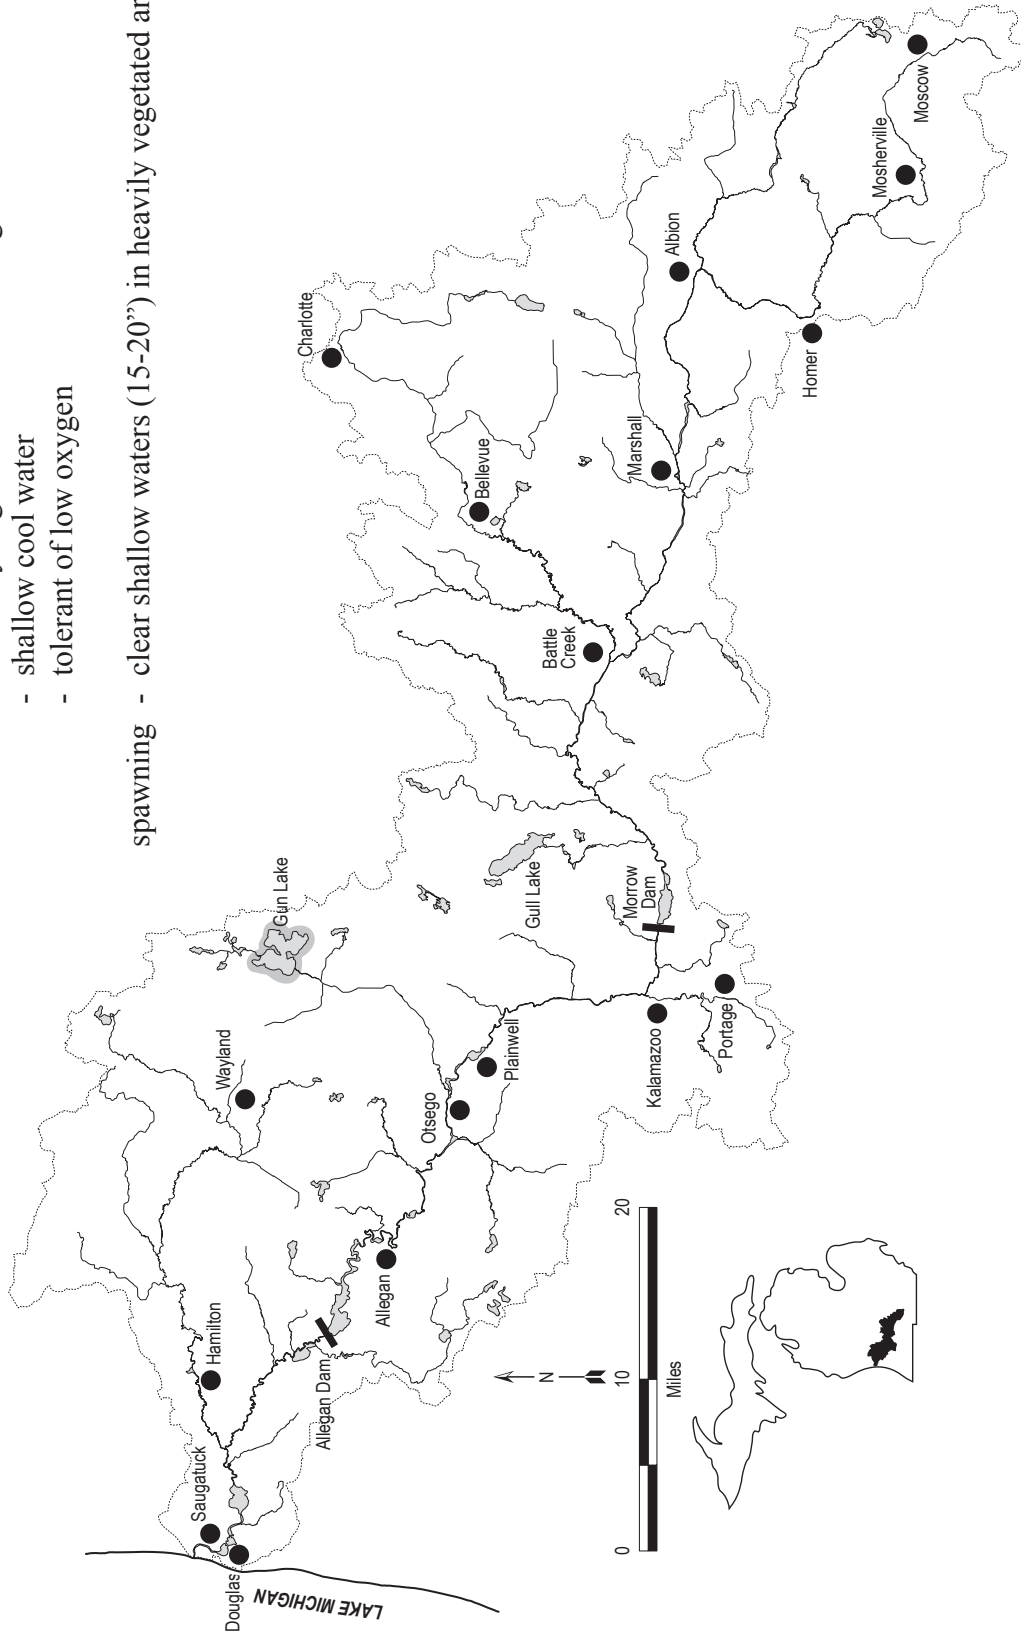 - shallow cool water
- tolerant of low oxygen
spawning - clear shallow waters (15-20”) in heavily vegetated
Charlotte
Gun Lake
Wayland
Hamilton
Saugatuck
Douglas
LAKE MICHIGAN
Allegan Dam
Allegan
Otsego
Plainwell
Gull Lake
Morrow
Dam
Kalamazoo
Portage
Battle
Creek
Bellevue
Marshall
Albion
Homer
Mosherville
Moscow
N
0 10 20
Miles